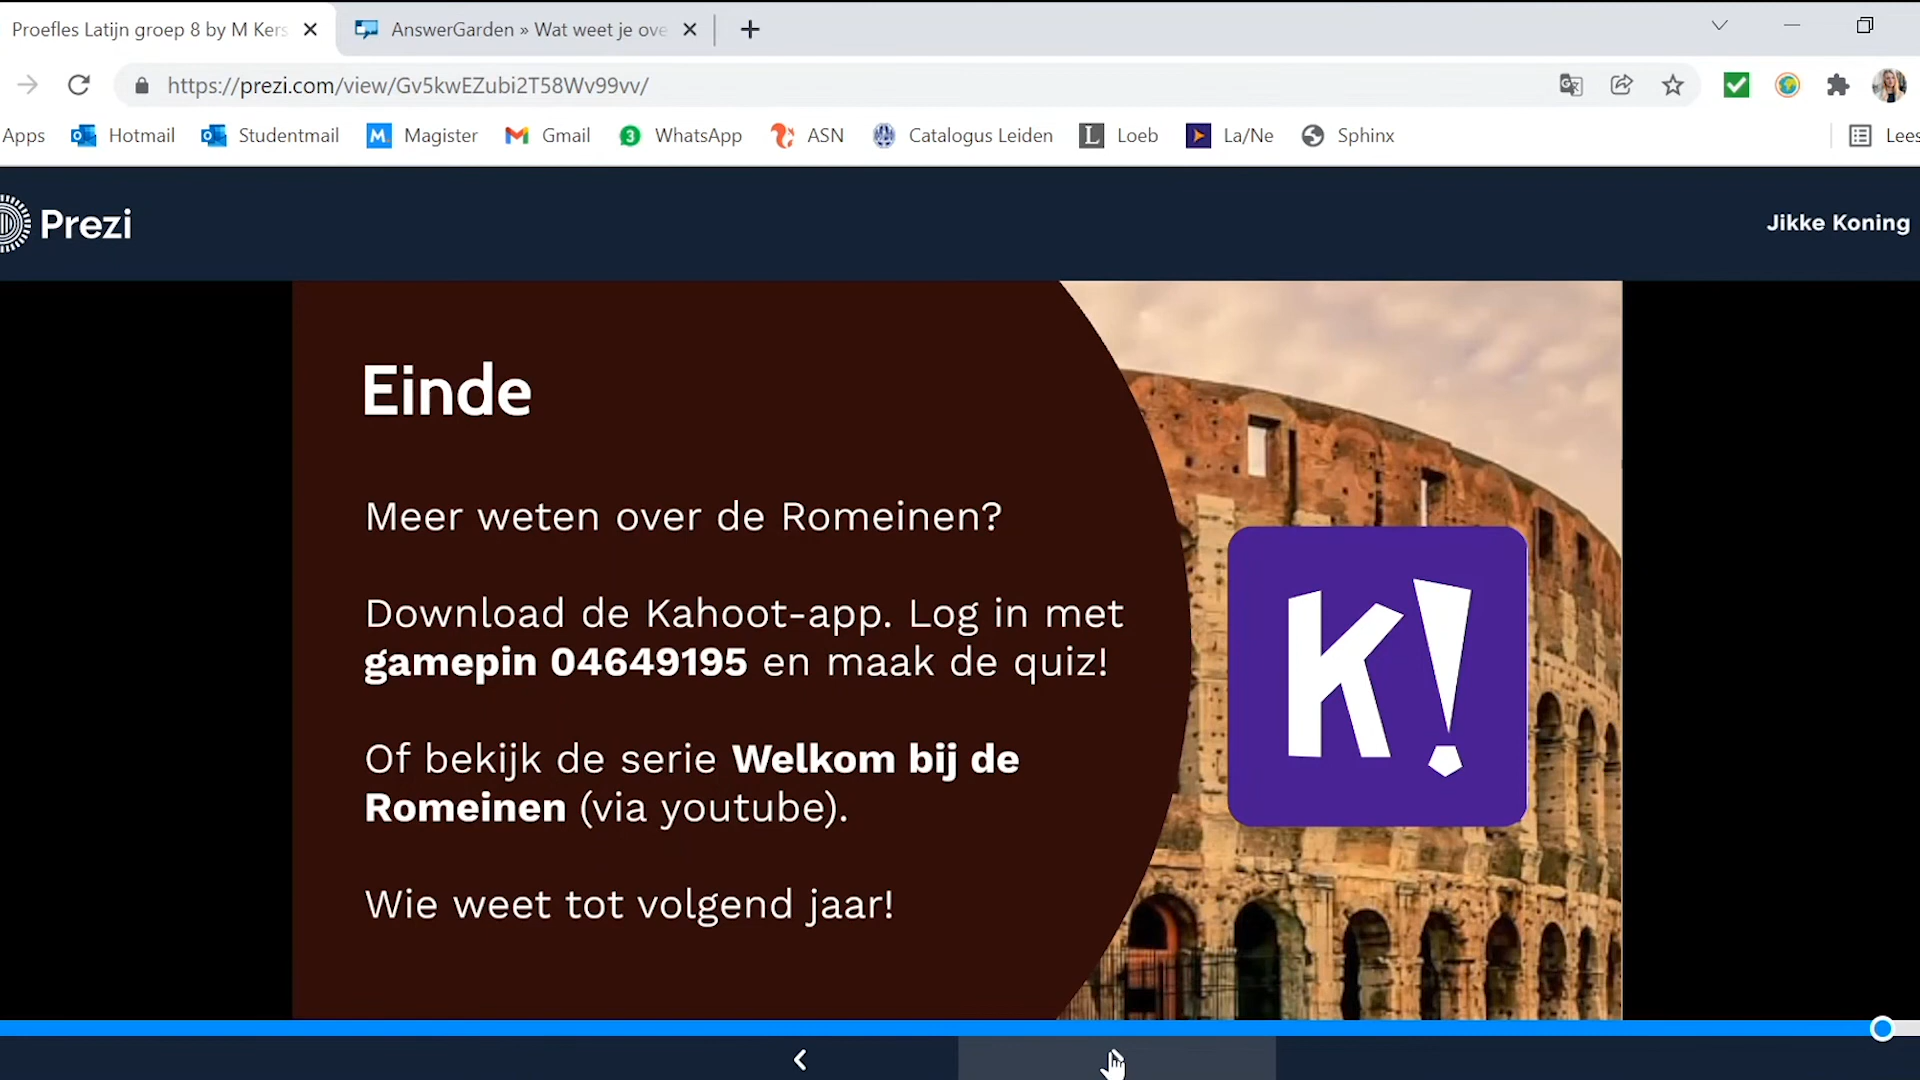 Proefles Latijn groep 8 by M Kers
AnswerGarden » Wat weet je ove
https://prezi.com/view/Gv5kwEZubi2T58Wv99vv/
Apps Hotmail Studentmail M. Magister Gmail 3 WhatsApp ASN Catalogus Leiden L Loeb La/Ne Sphinx Lees
Prezi
Jikke Koning
Einde
Meer weten over de Romeinen?
Download de Kahoot-app. Log in met
gamepin 04649195 en maak de quiz!
K!
Of bekijk de serie Welkom bij de
Romeinen (via youtube).
Wie weet tot volgend jaar!